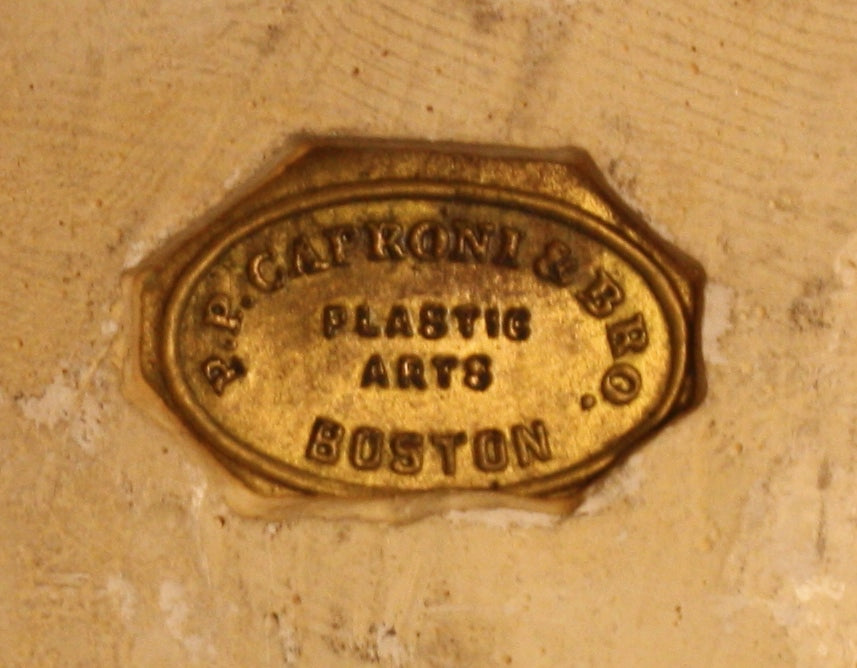 P. P. CAPRONI & BRO.
PLASTIC
ARTS
BOSTON